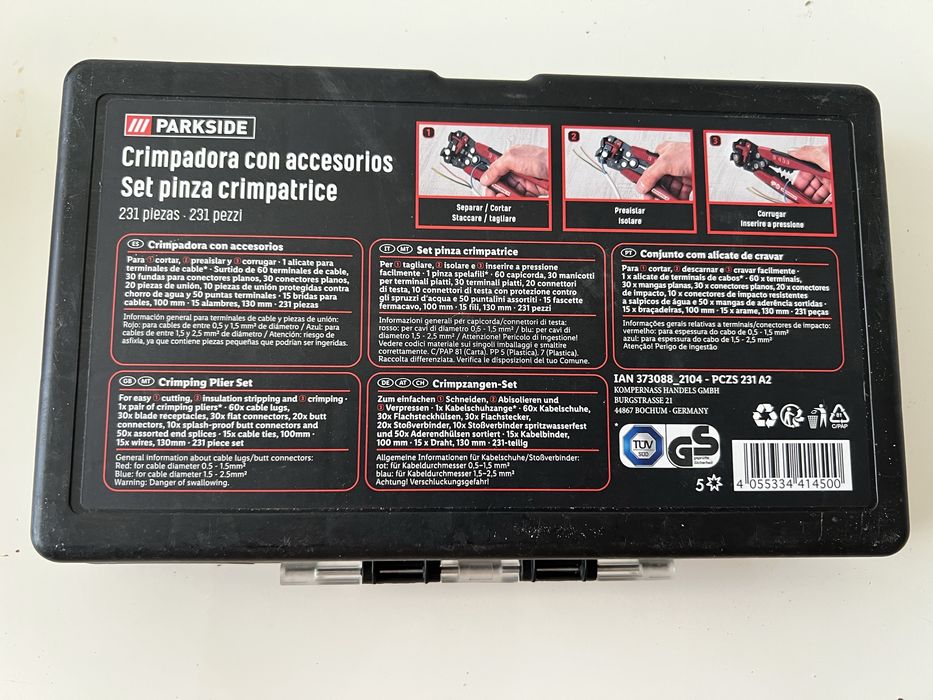 PARKSIDE
Crimpadora con accesorios
Set pinza crimpatrice
231 piezas · 231 pezzi
1
Separar / Cortar
Staccare / tagliare
2
Preaistar
Isolare
3
Corrugar
Inserire a pressione
ES Crimpadora con accesorios
Para ① cortar, ② preaislar y ③ corrugar · 1 alicate para
terminales de cable* · Surtido de 60 terminales de cable,
30 fundas para conectores planos, 30 conectores planos,
20 piezas de unión, 10 piezas de unión protegidas contra
chorro de agua y 50 puntas terminales · 15 bridas para
cables, 100 mm · 15 alambres, 130 mm · 231 piezas
Información general para terminales de cable y piezas de unión:
Rojo: para cables de entre 0,5 y 1,5 mm² de diámetro / Azul: para
cables de entre 1,5 y 2,5 mm² de diámetro / Atención: riesgo de
asfixia, ya que contiene piezas pequeñas que podrían ser ingeridas.
IT MT Set pinza crimpatrice
Per ① tagliare, ② isolare e ③ inserire a pressione
facilmente · 1 pinza spelafili* · 60 capicorda, 30 manicotti
per terminali piatti, 30 terminali piatti, 20 connettori
di testa, 10 connettori di testa con protezione contro
gli spruzzi d'acqua e 50 puntalini assortiti · 15 fascette
fermacavo, 100 mm · 15 fili, 130 mm · 231 pezzi
Informazioni generali per capicorda/connettori di testa:
rosso: per cavi di diametro 0,5 - 1,5 mm² / blu: per cavi di
diametro 1,5 - 2,5 mm² / Attenzione! Pericolo di ingestione!
Vedere codici materiale sui singoli imballaggi e smaltire
correttamente. C/PAP 81 (Carta). PP 5 (Plastica). 7 (Plastica).
Raccolta differenziata. Verifica le disposizioni del tuo Comune.
PT Conjunto com alicate de cravar
Para ① cortar, ② descarnar e ③ cravar facilmente ·
1 x alicate de terminais de cabos* · 60 x terminais,
30 x mangas planas, 30x conectores planos, 20 x conectores
de impacto, 10 x conectores de impacto resistentes
a salpicos de água e 50 x mangas de aderência sortidas ·
15 x braçadeiras, 100 mm · 15 x arame, 130 mm · 231 peças
Informações gerais relativas a terminais/conectores de impacto:
vermelho: para espessura do cabo de 0,5 - 1,5 mm²
azul: para espessura do cabo de 1,5 - 2,5 mm²
Atenção! Perigo de ingestão
GB MT Crimping Plier Set
For easy ① cutting, ② insulation stripping and ③ crimping ·
1x pair of crimping pliers* · 60x cable lugs,
30x blade receptacles, 30x flat connectors, 20x butt
connectors, 10x splash-proof butt connectors and
50x assorted end splices · 15x cable ties, 100mm ·
15x wires, 130mm · 231 piece set
General information about cable lugs/butt connectors:
Red: for cable diameter 0.5 - 1.5mm²
Blue: for cable diameter 1.5 - 2.5mm²
Warning: Danger of swallowing.
DE AT CH Crimpzangen-Set
Zum einfachen ① Schneiden, ② Abisolieren und
③ Verpressen · 1x Kabelschuhzange* · 60x Kabelschuhe,
30x Flachsteckhülsen, 30x Flachstecker,
20x Stoßverbinder, 10x Stoßverbinder spritzwasserfest
und 50x Aderendhülsen sortiert · 15x Kabelbinder,
100 mm · 15 x Draht, 130 mm · 231-teilig
Allgemeine Informationen für Kabelschuhe/Stoßverbinder:
rot: für Kabeldurchmesser 0,5–1,5 mm²
blau: für Kabeldurchmesser 1,5–2,5 mm²
Achtung! Verschluckungsgefahr!
IAN 373088_2104 - PCZS 231 A2
KOMPERNASS HANDELS GMBH
BURGSTRASSE 21
44867 BOCHUM - GERMANY
81
C/PAP
TÜV
SÜD
GS
geprüfte
Sicherheit
5
4 055334 414500